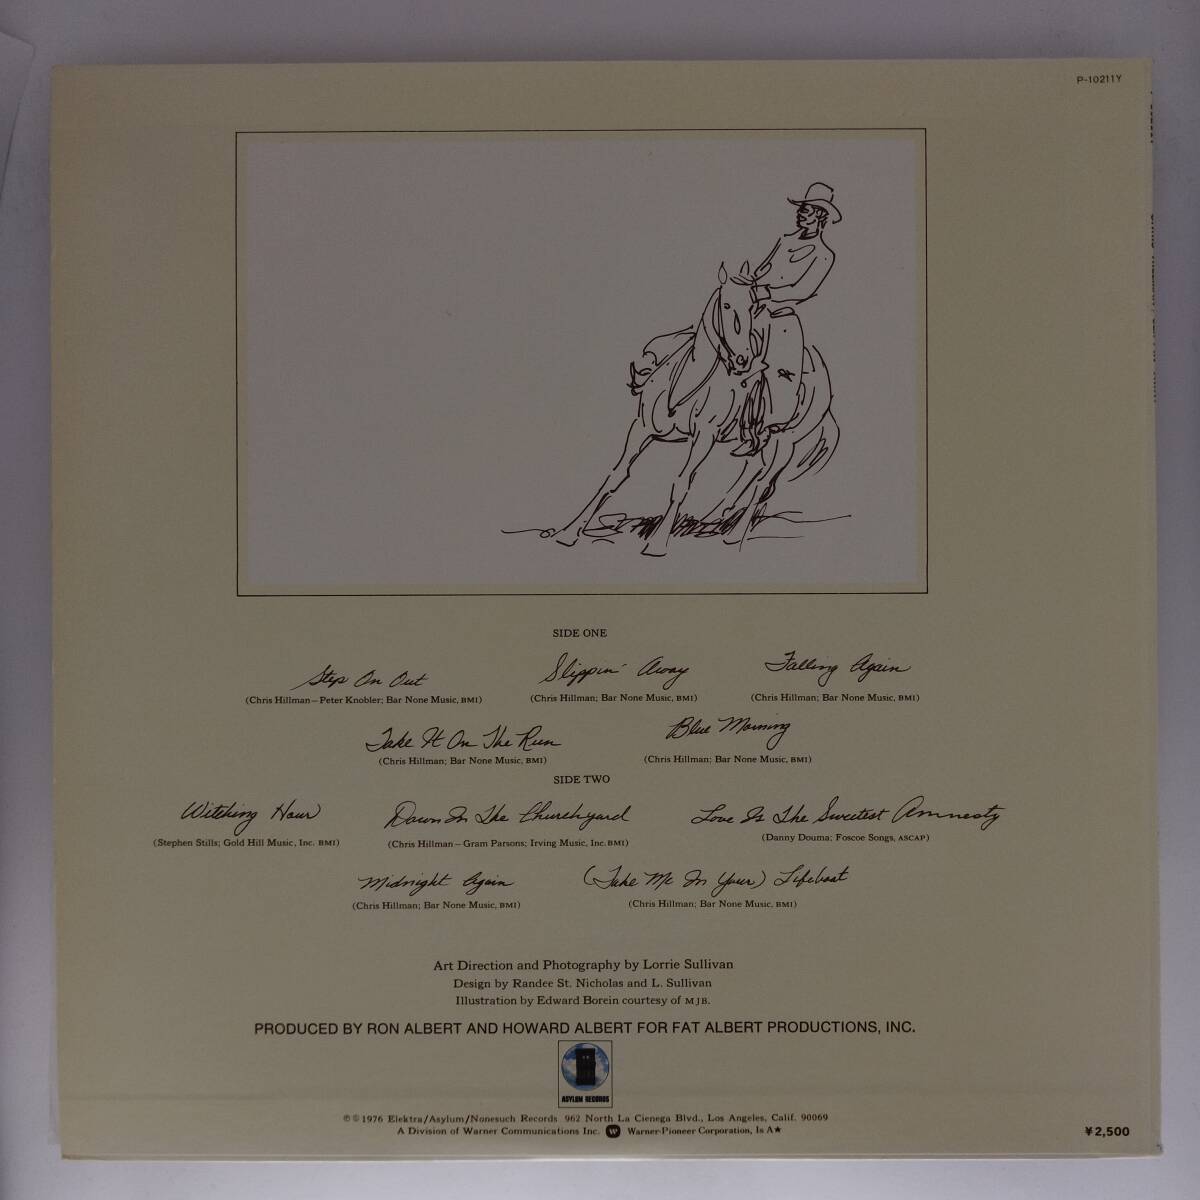 P-10211Y
SIDE ONE
Step On Out
(Chris Hillman—Peter Knobler; Bar None Music, BMI)
Slippin' Away
(Chris Hillman; Bar None Music, BMI)
Falling Again
(Chris Hillman; Bar None Music, BMI)
Take It On The Run
(Chris Hillman; Bar None Music, BMI)
Blue Morning
(Chris Hillman; Bar None Music, BMI)
SIDE TWO
Witching Hour
(Stephen Stills; Gold Hill Music, Inc. BMI)
Down In The Churchyard
(Chris Hillman—Gram Parsons; Irving Music, Inc. BMI)
Love Is The Sweetest Amnesty
(Danny Douma; Foscoe Songs, ASCAP)
Midnight Again
(Chris Hillman; Bar None Music, BMI)
(Take Me In Your) Lifeboat
(Chris Hillman; Bar None Music, BMI)
Art Direction and Photography by Lorrie Sullivan
Design by Randee St. Nicholas and L. Sullivan
Illustration by Edward Borein courtesy of MJB.
PRODUCED BY RON ALBERT AND HOWARD ALBERT FOR FAT ALBERT PRODUCTIONS, INC.
ASYLUM RECORDS
℗©1976 Elektra/Asylum/Nonesuch Records 962 North La Cienega Blvd., Los Angeles, Calif. 90069
A Division of Warner Communications Inc. Warner-Pioneer Corporation, Is A★
¥2,500